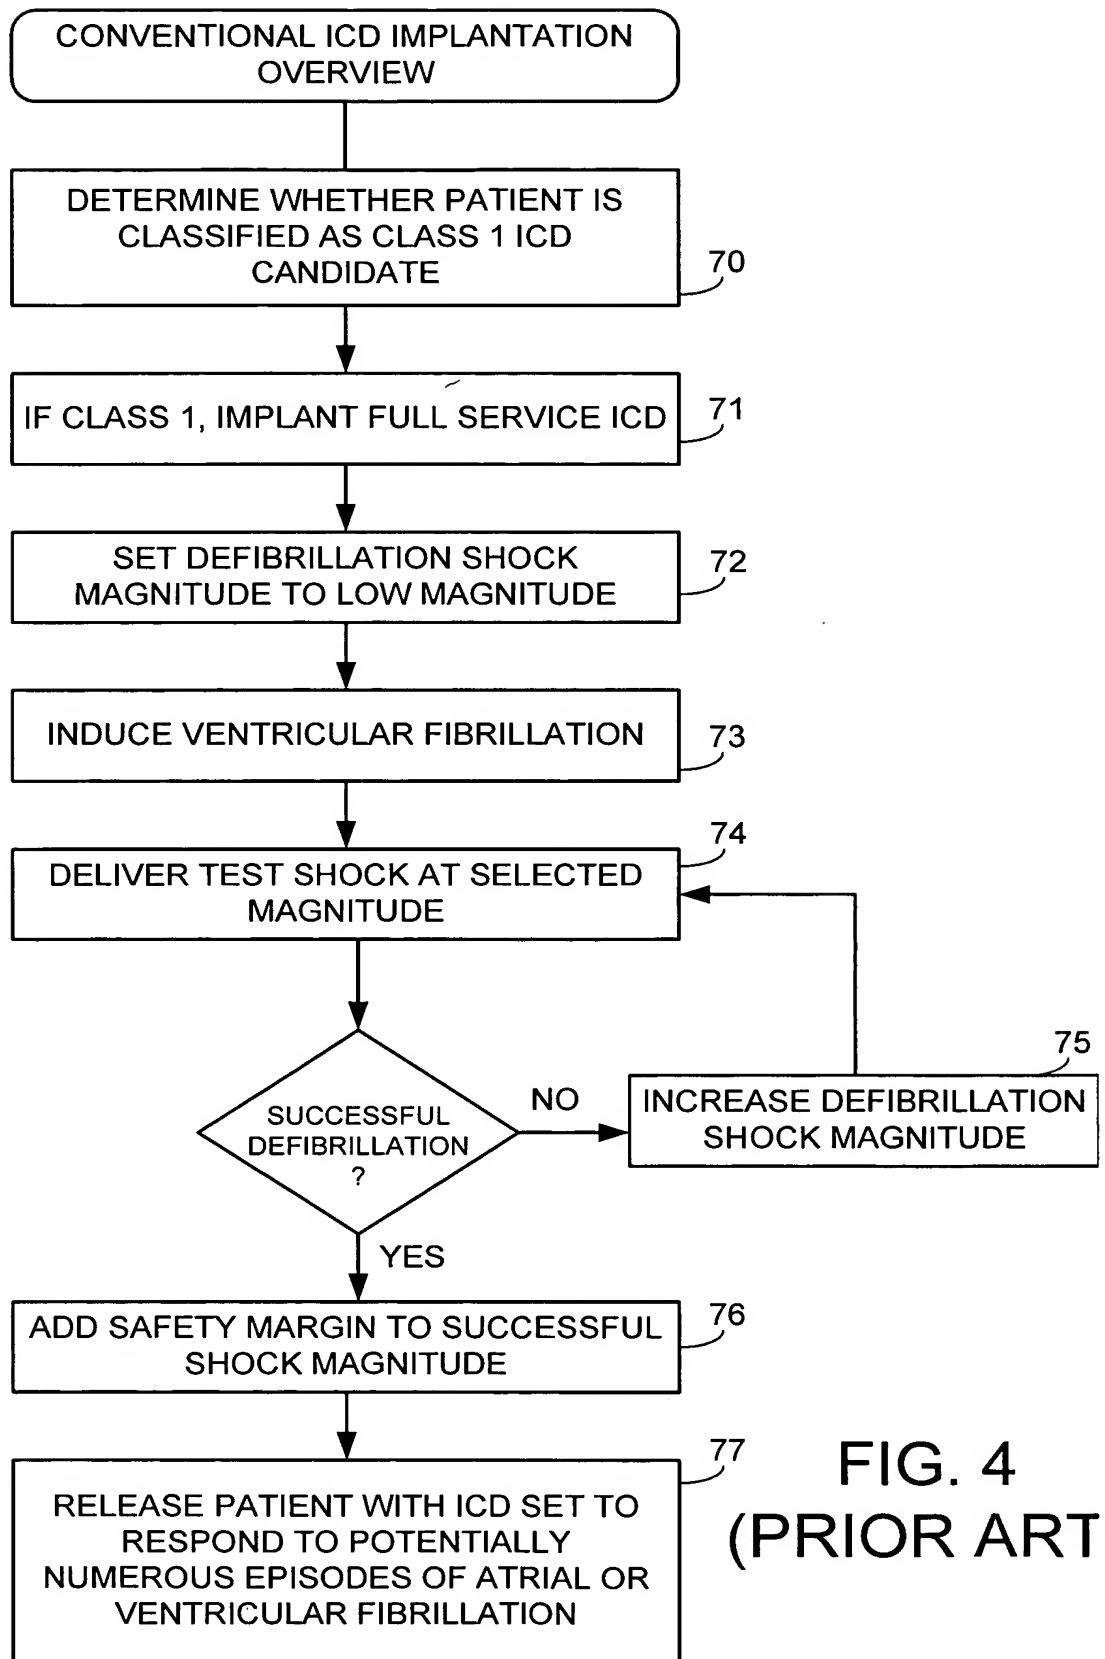 CONVENTIONAL ICD IMPLANTATION
OVERVIEW
DETERMINE WHETHER PATIENT IS
CLASSIFIED AS CLASS 1 ICD
CANDIDATE
70
IF CLASS 1, IMPLANT FULL SERVICE ICD
71
SET DEFIBRILLATION SHOCK
MAGNITUDE TO LOW MAGNITUDE
72
INDUCE VENTRICULAR FIBRILLATION
73
74
DELIVER TEST SHOCK AT SELECTED
MAGNITUDE
SUCCESSFUL
DEFIBRILLATION
?
NO
75
INCREASE DEFIBRILLATION
SHOCK MAGNITUDE
YES
ADD SAFETY MARGIN TO SUCCESSFUL
SHOCK MAGNITUDE
76
77
RELEASE PATIENT WITH ICD SET TO
RESPOND TO POTENTIALLY
NUMEROUS EPISODES OF ATRIAL OR
VENTRICULAR FIBRILLATION
FIG. 4
(PRIOR ART